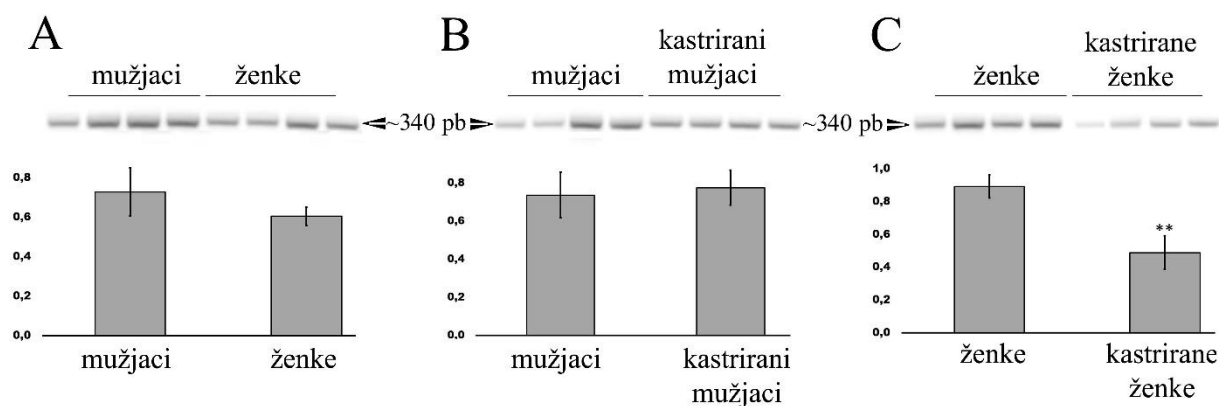 A
mužjaci
ženke
~340 pb
0,8
0,6
0,4
0,2
0,0
mužjaci
ženke
B
mužjaci
kastrirani
mužjaci
~340 pb
0,8
0,6
0,4
0,2
0.0
mužjaci
kastrirani
mužjaci
C
ženke
kastrirane
ženke
1,0
0,8
0,6
0,4
0,2
0,0
**
ženke
kastrirane
ženke